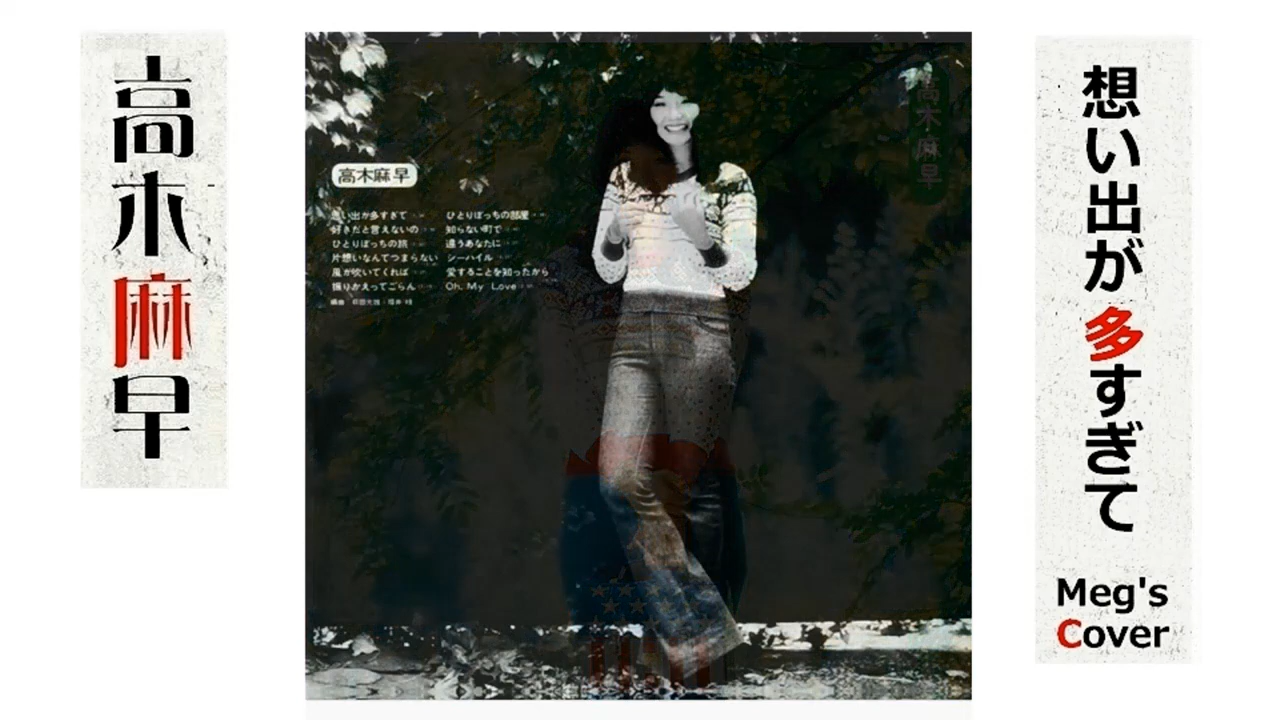 高木麻早
高木麻早
想い出が多すぎて
好きだと言えないの
ひとりぼっちの旅
片想いなんてつまらない
風が吹いてくれば
振りかえってごらん
ひとりぼっちの部屋
知らない町で
違うあなたに
シーハイル
愛することを知ったから
Oh, My Love
高木麻早
想い出が多すぎて
Meg's
Cover